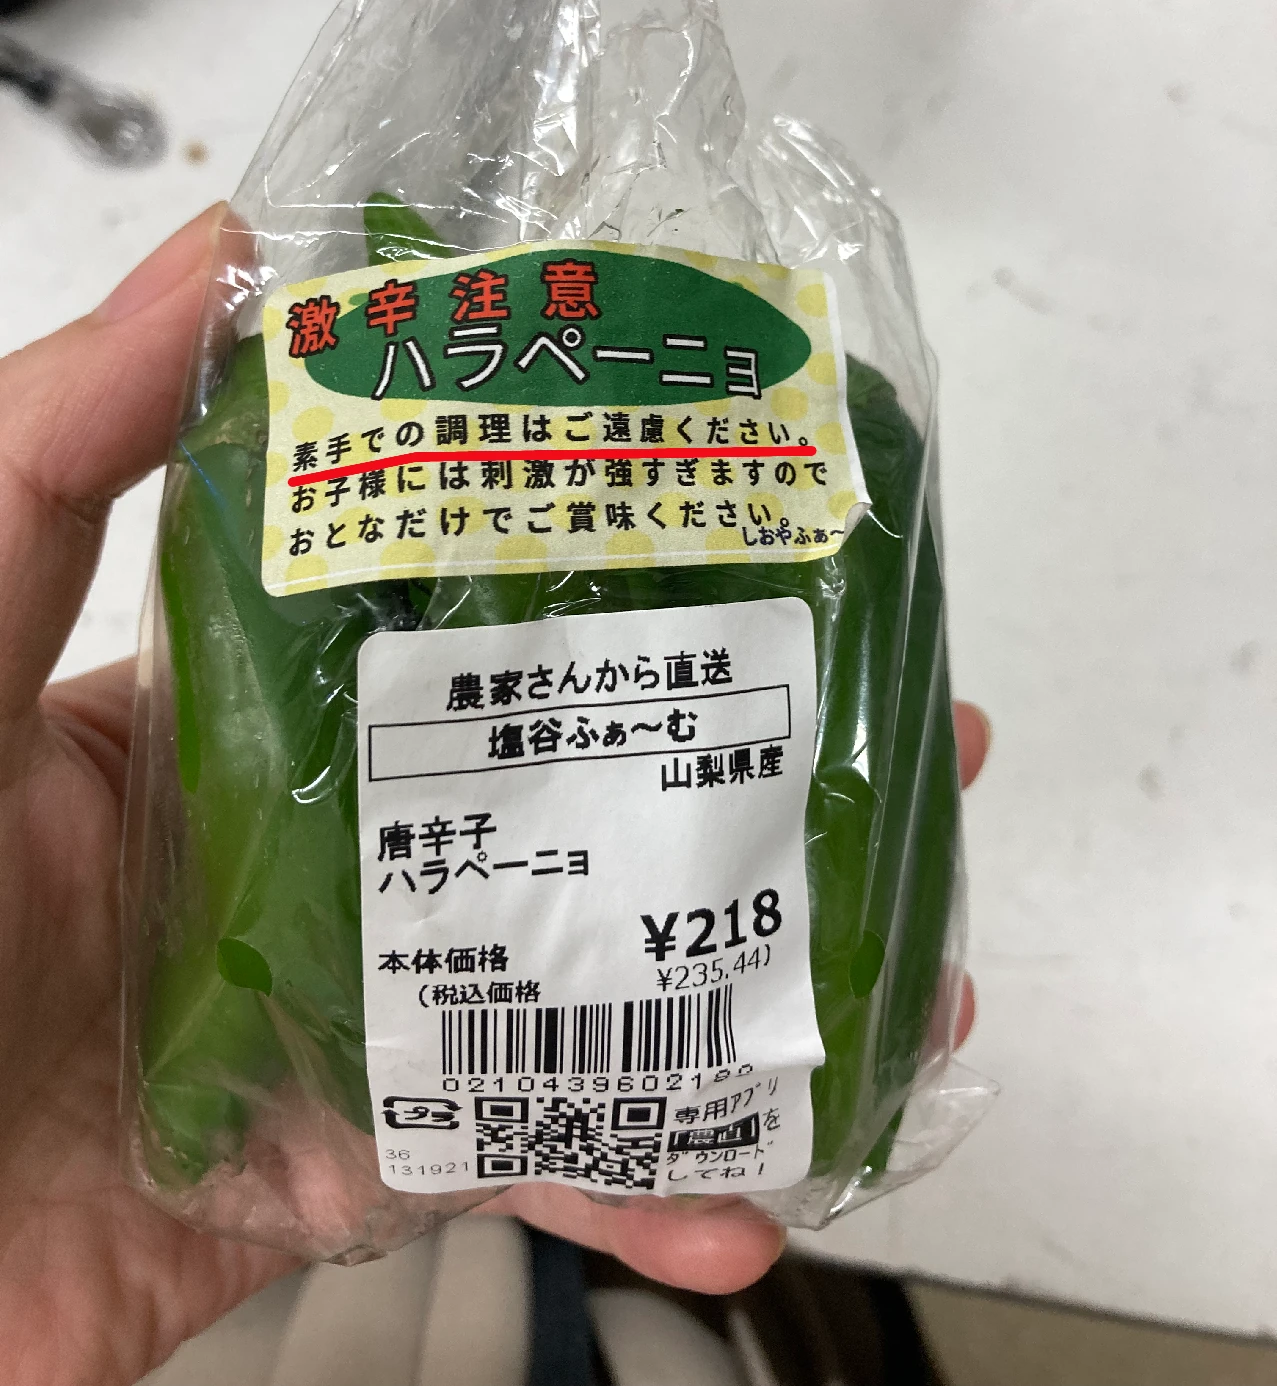 激辛注意
ハラペーニョ
素手での調理はご遠慮ください。
お子様には刺激が強すぎますので
おとなだけでご賞味ください。
しおやふぁ〜
農家さんから直送
塩谷ふぁ〜む
山梨県産
唐辛子
ハラペーニョ
¥218
本体価格
¥235.44)
(税込価格
0210439602189
プラ
36
131921
専用アプリを
農直
ダウンロード
してね!